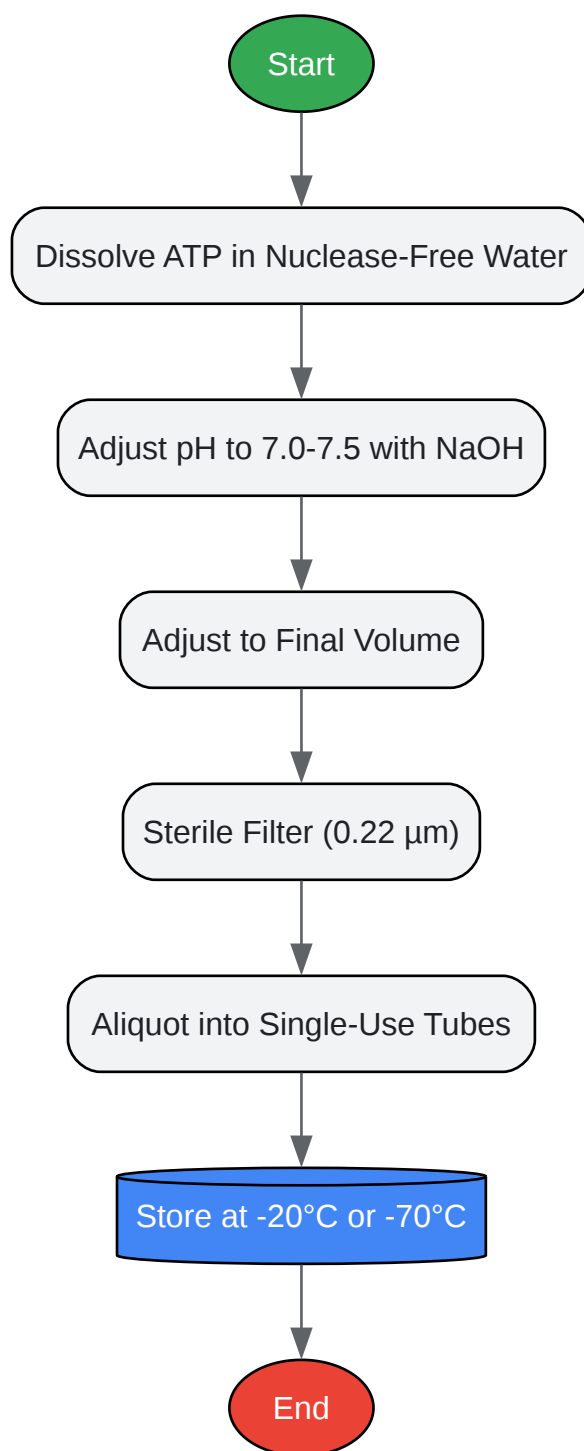 Start
Dissolve ATP in Nuclease-Free Water
Adjust pH to 7.0-7.5 with NaOH
Adjust to Final Volume
Sterile Filter (0.22 µm)
Aliquot into Single-Use Tubes
Store at -20°C or -70°C
End